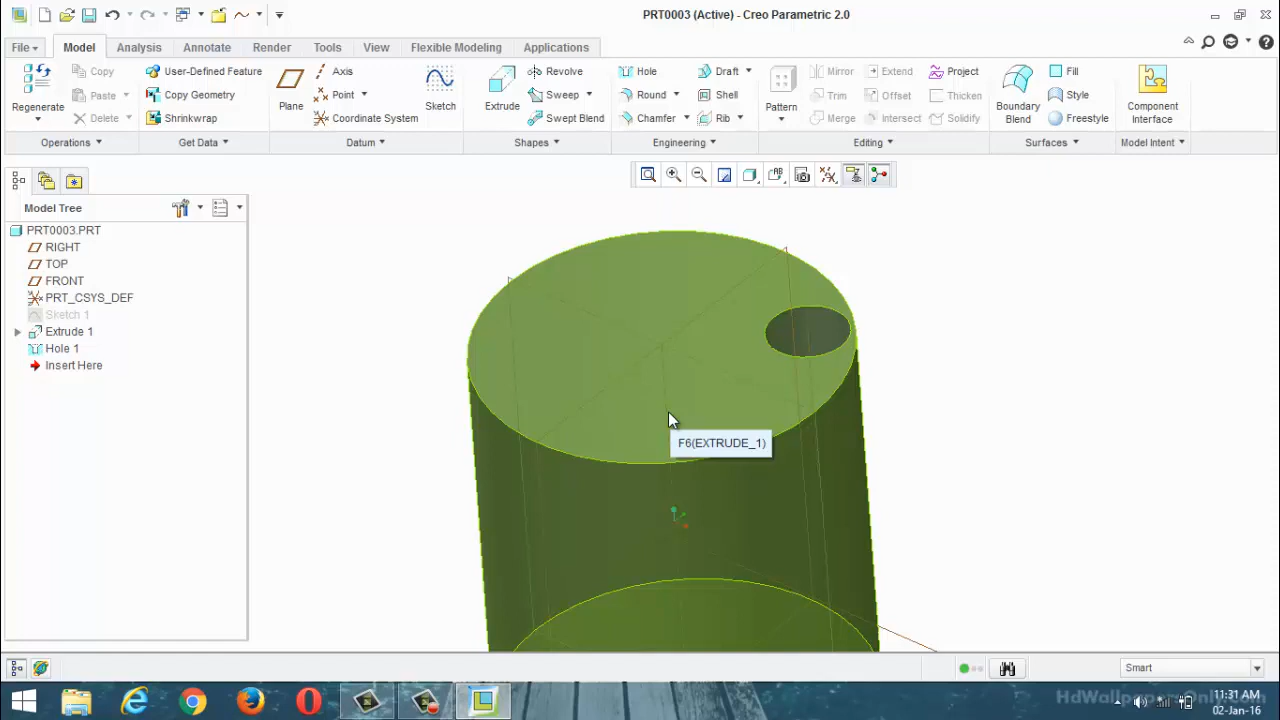 PRT0003 (Active) - Creo Parametric 2.0
File Model Analysis Annotate Render Tools View Flexible Modeling Applications
Regenerate
Copy
Paste
Delete
User-Defined Feature
Copy Geometry
Shrinkwrap
Plane
Axis
Point
Coordinate System
Sketch
Extrude
Revolve
Sweep
Swept Blend
Hole
Round
Chamfer
Draft
Shell
Rib
Pattern
Mirror
Trim
Merge
Extend
Offset
Intersect
Project
Thicken
Solidify
Boundary
Blend
Fill
Style
Freestyle
Component
Interface
Operations Get Data Datum Shapes Engineering Editing Surfaces Model Intent
Model Tree
PRT0003.PRT
RIGHT
TOP
FRONT
PRT_CSYS_DEF
Sketch 1
Extrude 1
Hole 1
Insert Here
F6(EXTRUDE_1)
Smart
HdWallpapersOnly.Com
11:31 AM
02-Jan-16